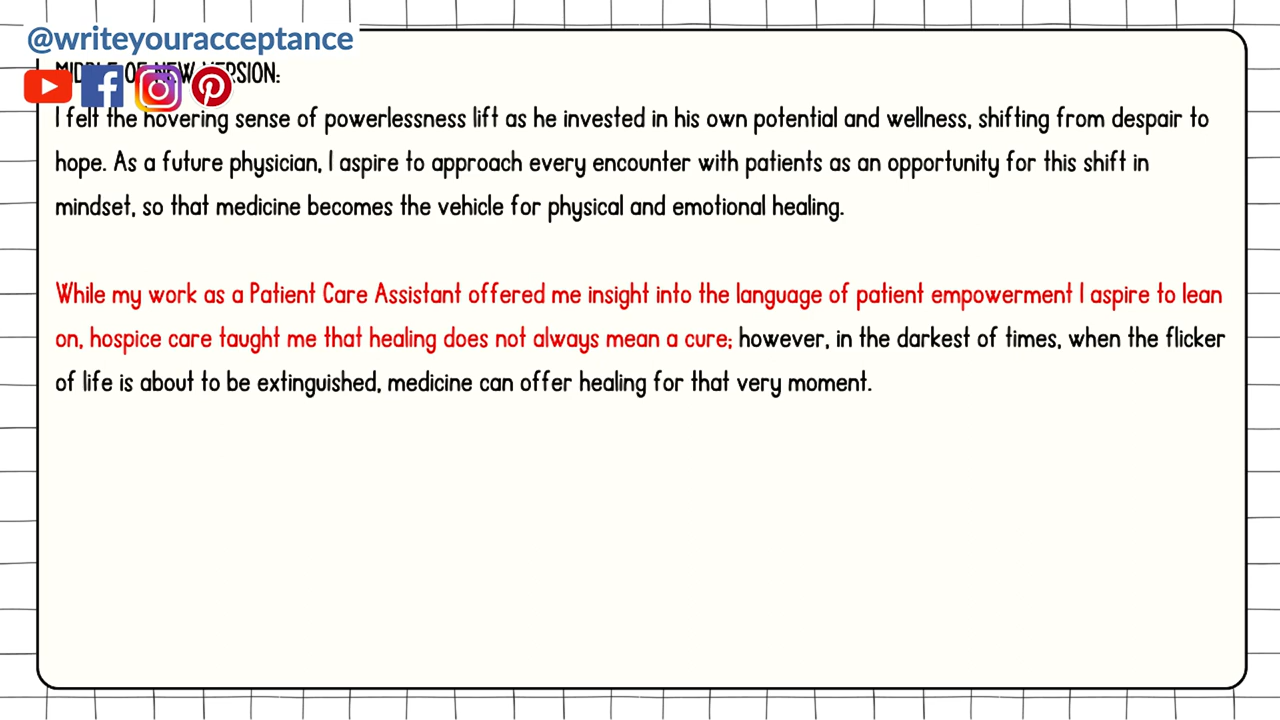 @writeyouracceptance
MIDDLE OF NEW VERSION:
I felt the hovering sense of powerlessness lift as he invested in his own potential and wellness, shifting from despair to
hope. As a future physician, I aspire to approach every encounter with patients as an opportunity for this shift in
mindset, so that medicine becomes the vehicle for physical and emotional healing.
While my work as a Patient Care Assistant offered me insight into the language of patient empowerment I aspire to lean
on, hospice care taught me that healing does not always mean a cure; however, in the darkest of times, when the flicker
of life is about to be extinguished, medicine can offer healing for that very moment.